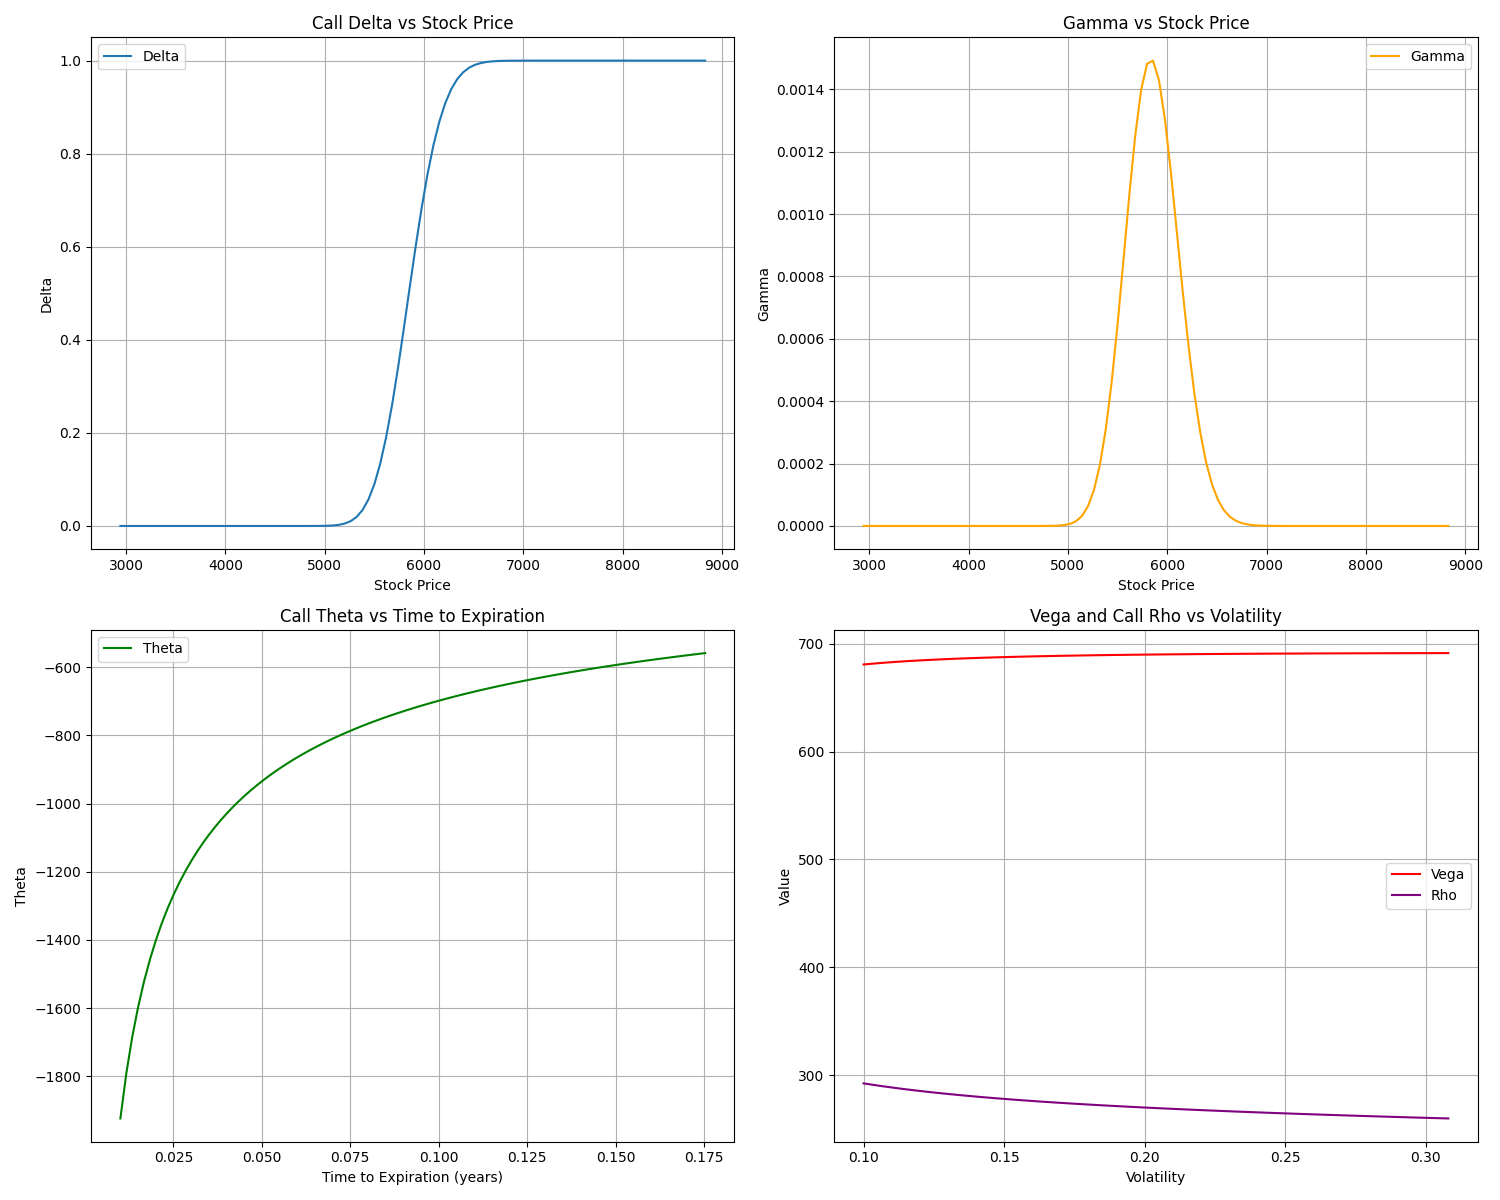 Call Delta vs Stock Price
Delta
1.0
0.8
0.6
0.4
0.2
0.0
Delta
3000 4000 5000 6000 7000 8000 9000
Stock Price
Gamma vs Stock Price
Gamma
0.0014
0.0012
0.0010
0.0008
0.0006
0.0004
0.0002
0.0000
Gamma
3000 4000 5000 6000 7000 8000 9000
Stock Price
Call Theta vs Time to Expiration
Theta
−600
−800
−1000
−1200
−1400
−1600
−1800
Theta
0.025 0.050 0.075 0.100 0.125 0.150 0.175
Time to Expiration (years)
Vega and Call Rho vs Volatility
700
600
500
400
300
Value
Vega
Rho
0.10 0.15 0.20 0.25 0.30
Volatility